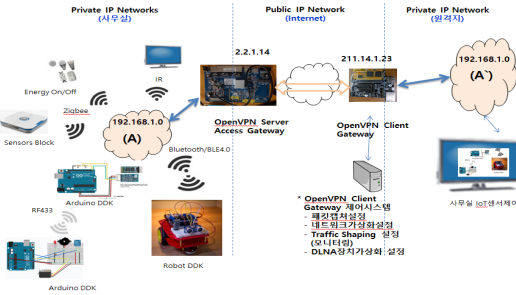 Private IP Networks
(사무실)
Public IP Network
(Internet)
Private IP Networks
(원격지)
2.2.1.14
211.14.1.23
IR
Energy On/Off
Zigbee
192.168.1.0
(A)
192.168.1.0
(A`)
Sensors Block
OpenVPN Server
Access Gateway
OpenVPN Client
Gateway
Bluetooth/BLE4.0
Arduino DDK
RF433
사무실 IoT센서제어
* OpenVPN Client
Gateway 제어시스템
- 패킷캡쳐설정
- 네트워크가상화설정
- Traffic Shaping 설정
(모니터링)
- DLNA장치가상화 설정
Robot DDK
Arduino DDK